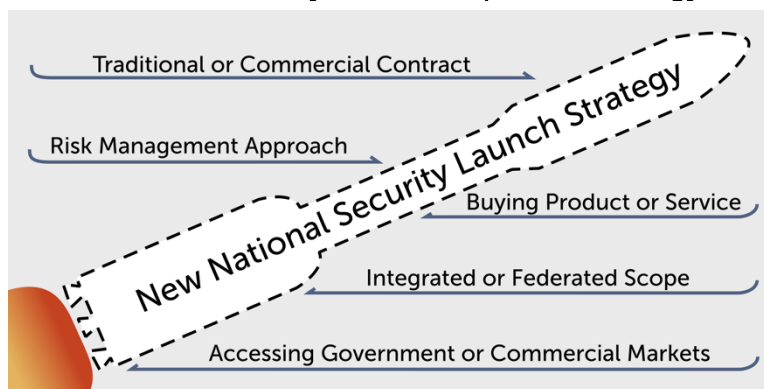 Traditional or Commercial Contract
Risk Management Approach
New National Security Launch Strategy
Buying Product or Service
Integrated or Federated Scope
Accessing Government or Commercial Markets